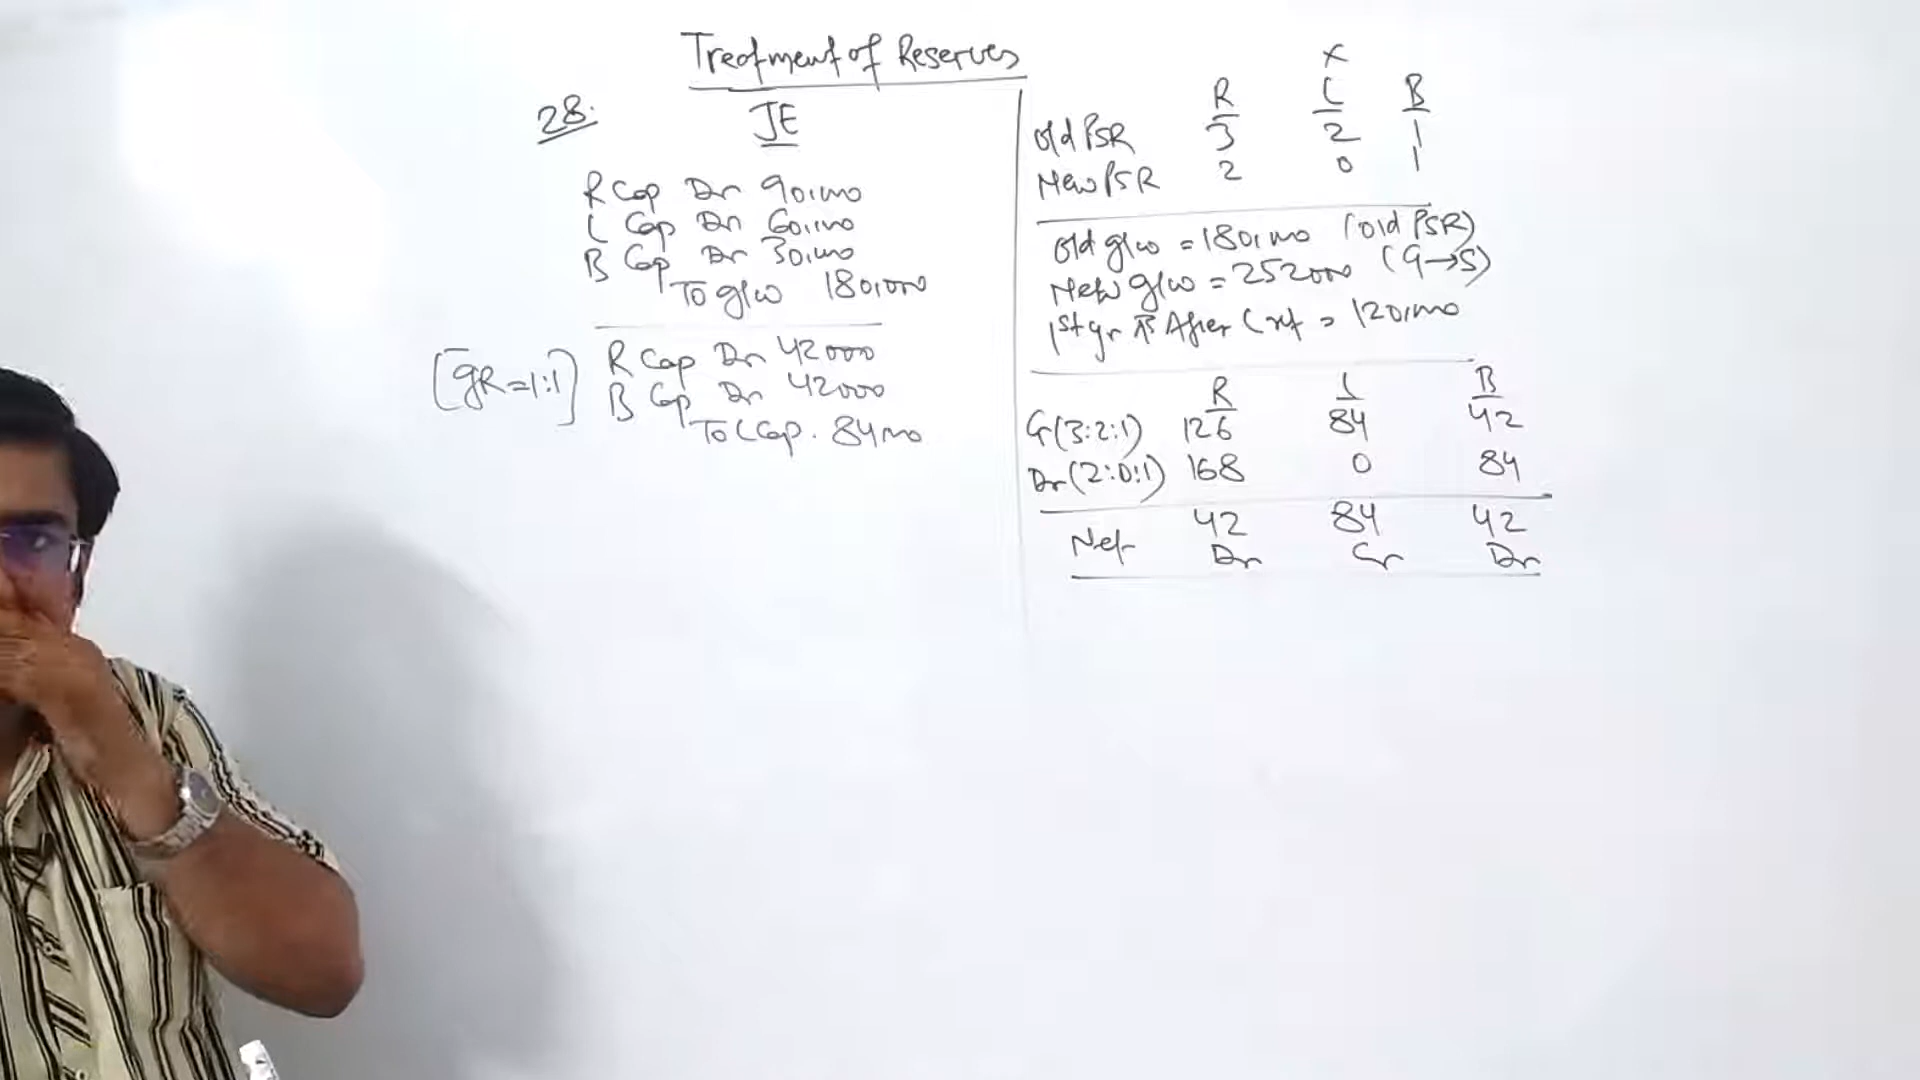 Treatment of Reserves
28.
JE
R Cap Dr 90,000
C Cap Dr 60,000
B Cap Dr 30,000
To g/w 180,000
[gR=1:1]
R Cap Dr 42000
B Cap Dr 42000
To C Cap. 84000
x
R C B
Old PSR 3 2 1
New PSR 2 0 1
Old g/w = 180,000 (Old PSR)
New g/w = 252000 (G→S)
1st yr After C = 120,000
R C B
Cr(3:2:1) 126 84 42
Dr(2:0:1) 168 0 84
Net 42 84 42
Dr Cr Dr